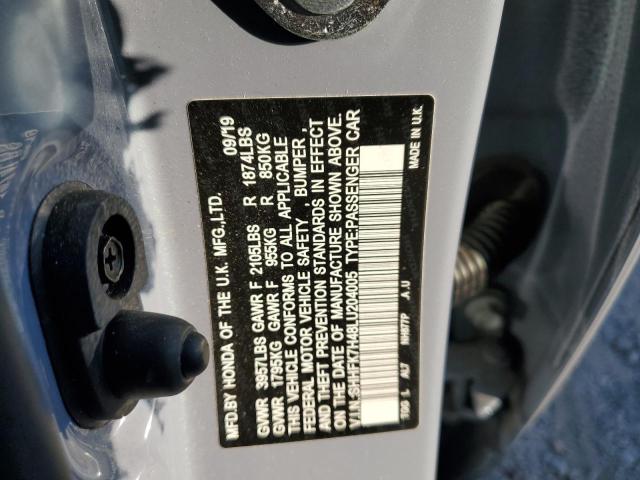 MFD.BY HONDA OF THE U.K. MFG.,LTD. 09/19
GVWR 3957LBS GAWR F 2105LBS R 1874LBS
GVWR 1795KG GAWR F 955KG R 850KG
THIS VEHICLE CONFORMS TO ALL APPLICABLE
FEDERAL MOTOR VEHICLE SAFETY, BUMPER,
AND THEFT PREVENTION STANDARDS IN EFFECT
ON THE DATE OF MANUFACTURE SHOWN ABOVE.
V.I.N.:SHHFK7H48LU204005 TYPE:PASSENGER CAR
NH877P
MADE IN U.K.